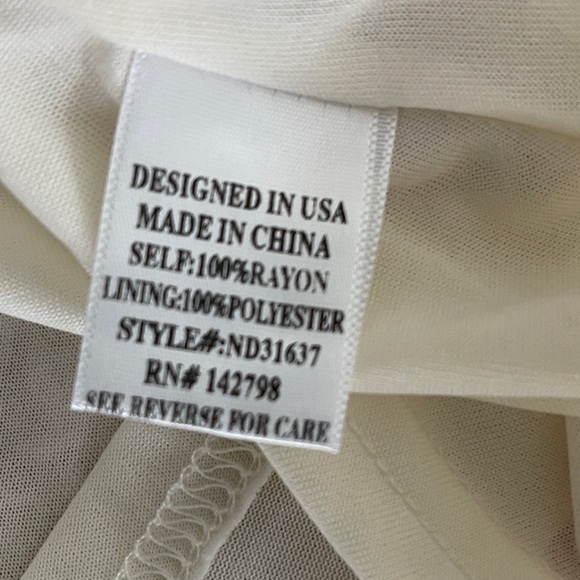 DESIGNED IN USA
MADE IN CHINA
SELF:100%RAYON
LINING:100%POLYESTER
STYLE#:ND31637
RN# 142798
SEE REVERSE FOR CARE